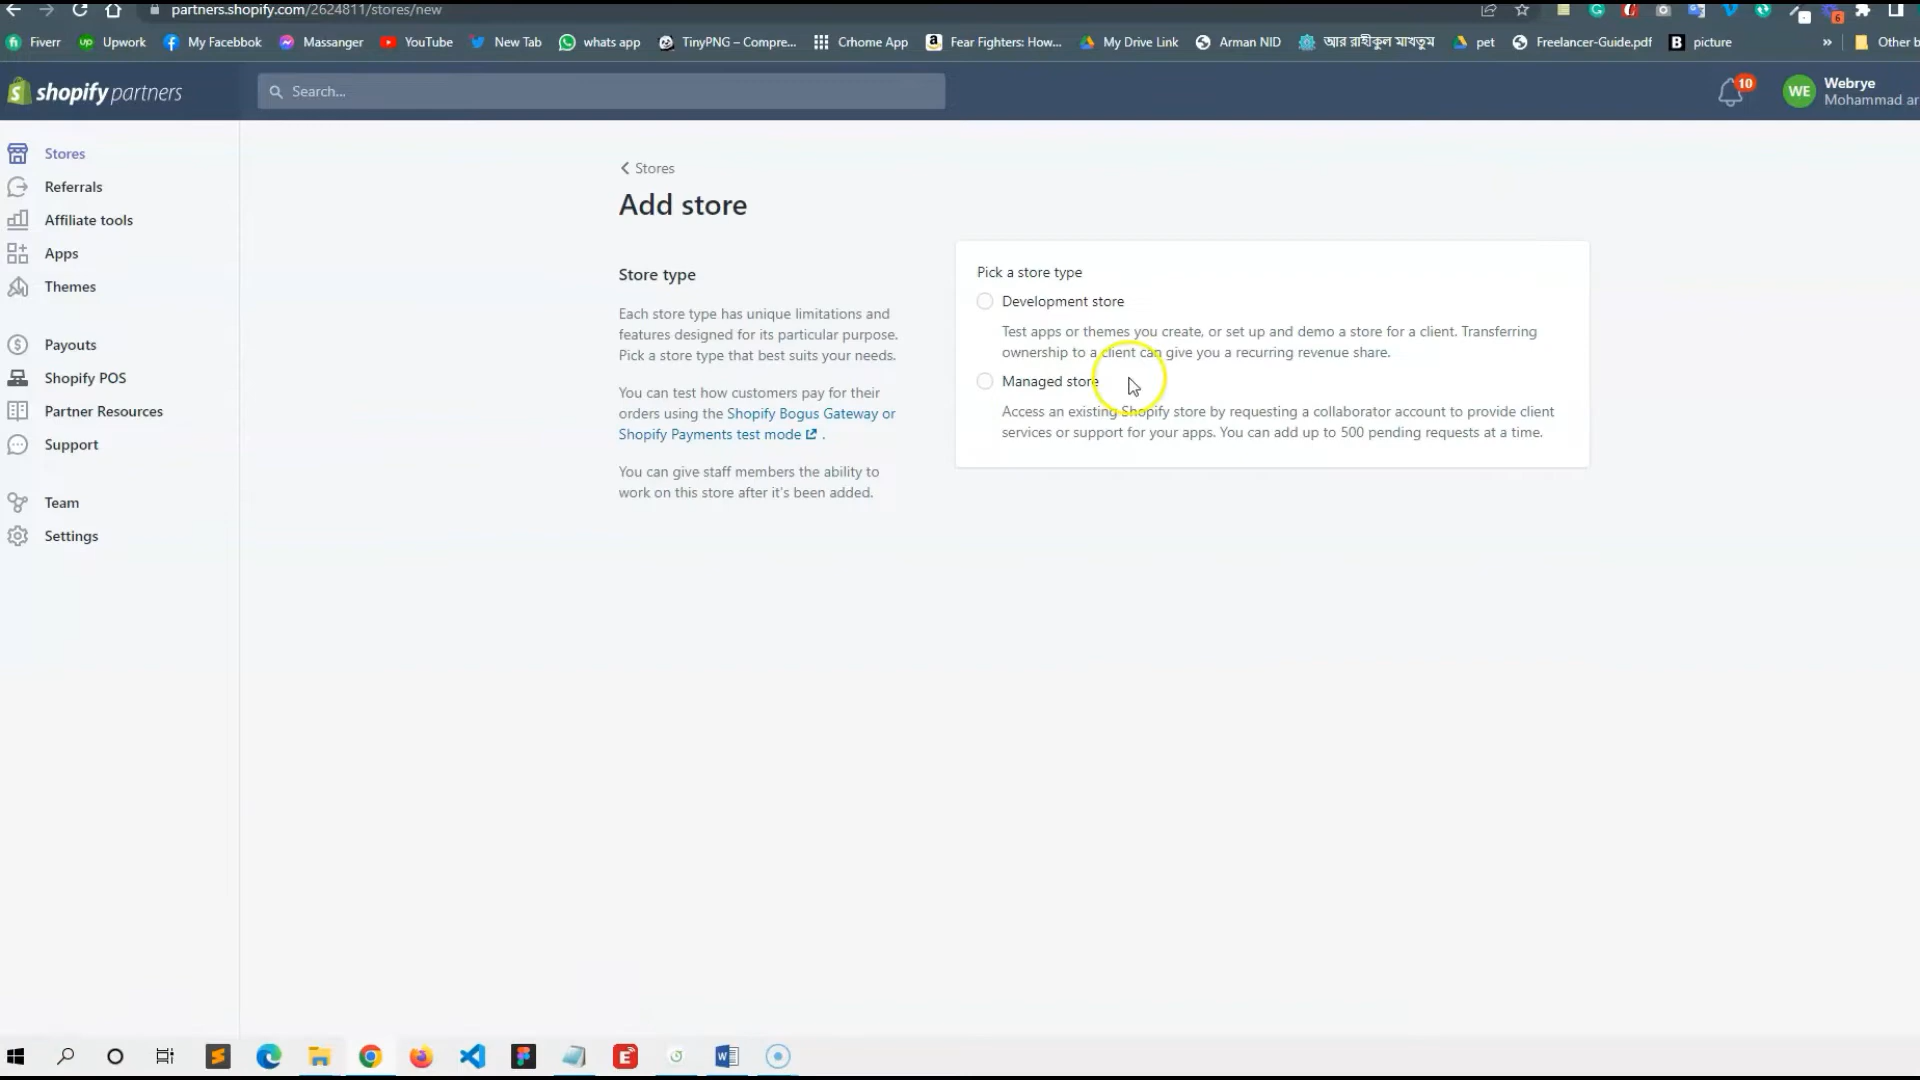 partners.shopify.com/2624811/stores/new
Fiverr Upwork My Facebbok Massanger YouTube New Tab whats app TinyPNG – Compre... Crhome App Fear Fighters: How... My Drive Link Arman NID আর রাহীকুল মাখতুম pet Freelancer-Guide.pdf picture » Other b
shopify partners
Search...
10
WE
Webrye
Mohammad ar
Stores
Referrals
Affiliate tools
Apps
Themes
Payouts
Shopify POS
Partner Resources
Support
Team
Settings
Stores
Add store
Store type
Each store type has unique limitations and
features designed for its particular purpose.
Pick a store type that best suits your needs.
You can test how customers pay for their
orders using the Shopify Bogus Gateway or
Shopify Payments test mode .
You can give staff members the ability to
work on this store after it's been added.
Pick a store type
Development store
Test apps or themes you create, or set up and demo a store for a client. Transferring
ownership to a client can give you a recurring revenue share.
Managed store
Access an existing Shopify store by requesting a collaborator account to provide client
services or support for your apps. You can add up to 500 pending requests at a time.